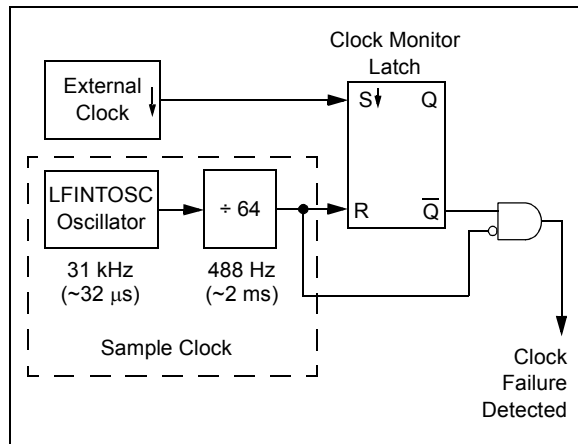 Clock Monitor
Latch
External
Clock
S
Q
LFINTOSC
Oscillator
÷ 64
R
Q̅
31 kHz
(~32 μs)
488 Hz
(~2 ms)
Sample Clock
Clock
Failure
Detected